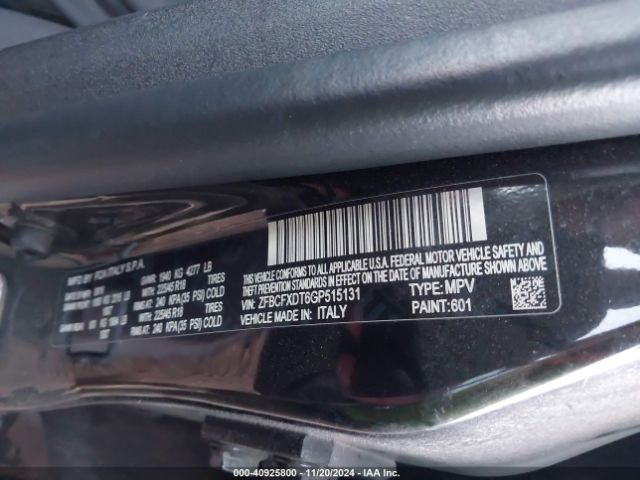 MFD BY: FCA ITALY S.P.A.
GVWR: 1940 KG 4277 LB
TIRES
225/45 R18
240 KPA (35 PSI) COLD
WITH: TIRES
225/45 R18
RIMS AT: 240 KPA (35 PSI) COLD
THIS VEHICLE CONFORMS TO ALL APPLICABLE U.S.A. FEDERAL MOTOR VEHICLE SAFETY AND
THEFT PREVENTION STANDARDS IN EFFECT ON THE DATE OF MANUFACTURE SHOWN ABOVE.
VIN: ZFBCFXDT6GP515131 TYPE: MPV
VEHICLE MADE IN: ITALY PAINT: 601
000-40925800 - 11/20/2024 - IAA Inc.